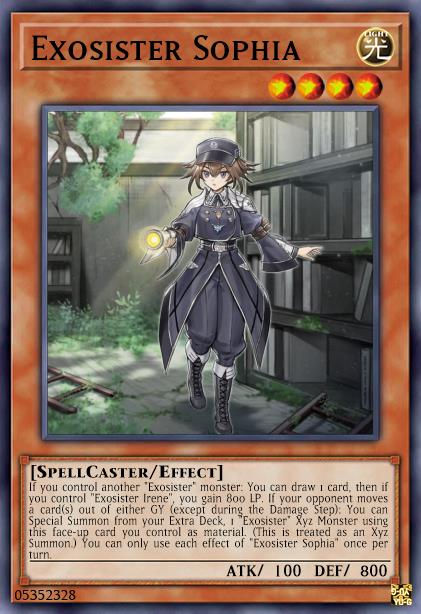 Exosister Sophia
LIGHT
光
[SpellCaster/Effect]
If you control another "Exosister" monster: You can draw 1 card, then if
you control "Exosister Irene", you gain 800 LP. If your opponent moves
a card(s) out of either GY (except during the Damage Step): You can
Special Summon from your Extra Deck, 1 "Exosister" Xyz Monster using
this face-up card you control as material. (This is treated as an Xyz
Summon.) You can only use each effect of "Exosister Sophia" once per
turn.
ATK/ 100 DEF/ 800
05352328